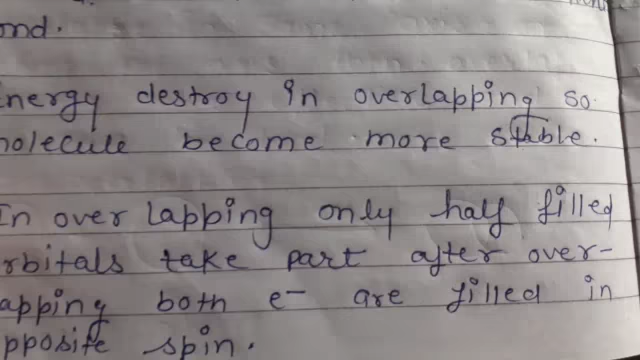 ond.
nergy destroy in overlapping so
olecule become more stable.
In over lapping only half filled
rbitals take part after over-
apping both e- are filled in
pposite spin.